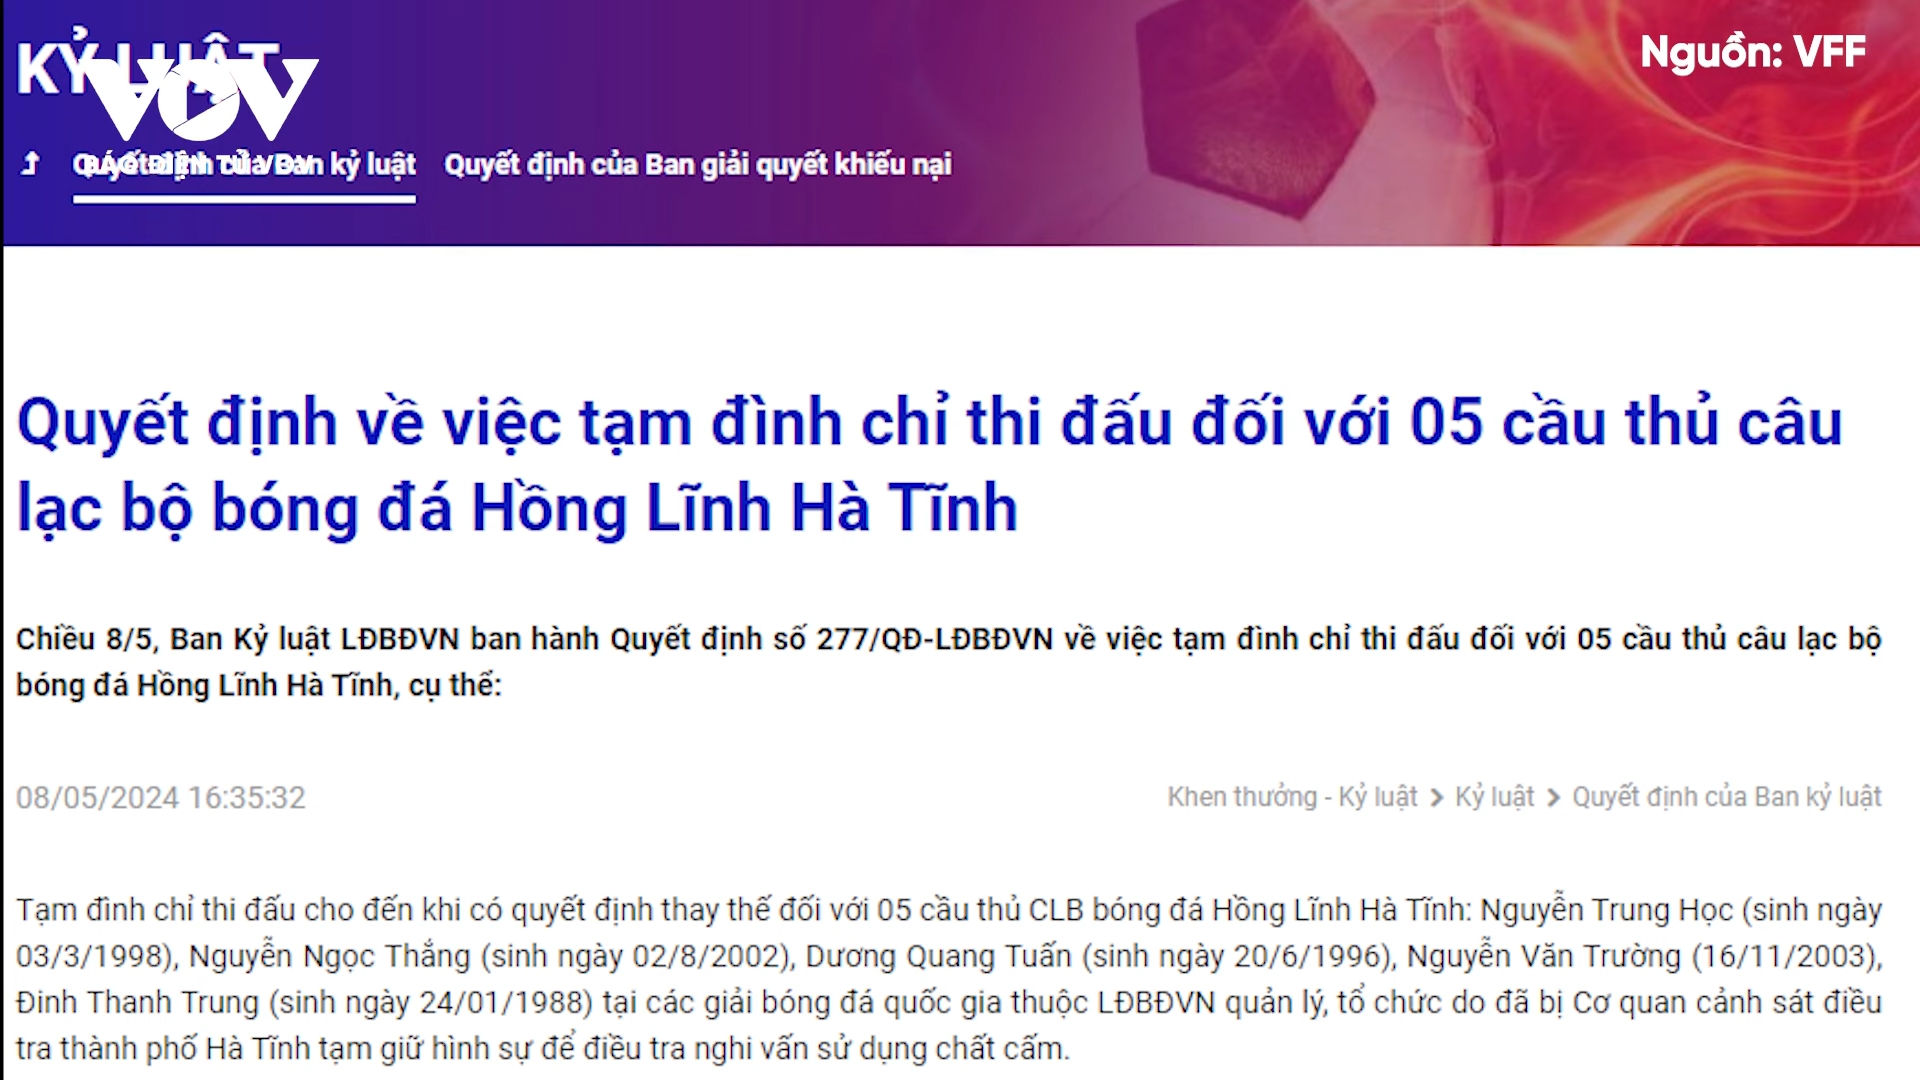 Nguồn: VFF
KỶ LUẬT
VOV
BÁO ĐIỆN TỬ VOV
Quyết định của Ban kỷ luật Quyết định của Ban giải quyết khiếu nại
Quyết định về việc tạm đình chỉ thi đấu đối với 05 cầu thủ câu
lạc bộ bóng đá Hồng Lĩnh Hà Tĩnh
Chiều 8/5, Ban Kỷ luật LĐBĐVN ban hành Quyết định số 277/QĐ-LĐBĐVN về việc tạm đình chỉ thi đấu đối với 05 cầu thủ câu lạc bộ
bóng đá Hồng Lĩnh Hà Tĩnh, cụ thể:
08/05/2024 16:35:32
Khen thưởng - Kỷ luật > Kỷ luật > Quyết định của Ban kỷ luật
Tạm đình chỉ thi đấu cho đến khi có quyết định thay thế đối với 05 cầu thủ CLB bóng đá Hồng Lĩnh Hà Tĩnh: Nguyễn Trung Học (sinh ngày
03/3/1998), Nguyễn Ngọc Thắng (sinh ngày 02/8/2002), Dương Quang Tuấn (sinh ngày 20/6/1996), Nguyễn Văn Trường (16/11/2003),
Đinh Thanh Trung (sinh ngày 24/01/1988) tại các giải bóng đá quốc gia thuộc LĐBĐVN quản lý, tổ chức do đã bị Cơ quan cảnh sát điều
tra thành phố Hà Tĩnh tạm giữ hình sự để điều tra nghi vấn sử dụng chất cấm.